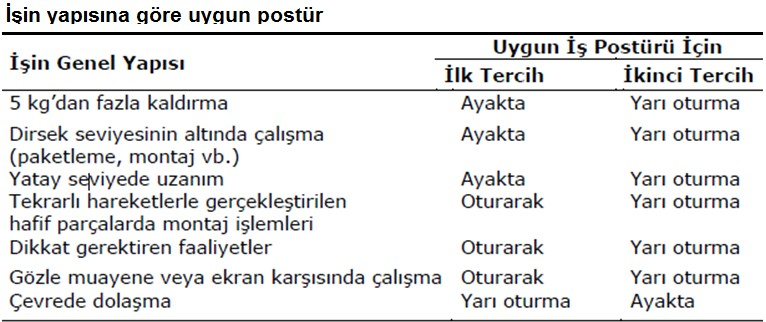 İşin yapısına göre uygun postür
Uygun İş Postürü İçin
İşin Genel Yapısı
İlk Tercih İkinci Tercih
5 kg’dan fazla kaldırma Ayakta Yarı oturma
Dirsek seviyesinin altında çalışma Ayakta Yarı oturma
(paketleme, montaj vb.)
Yatay seviyede uzanım Ayakta Yarı oturma
Tekrarlı hareketlerle gerçekleştirilen Oturarak Yarı oturma
hafif parçalarda montaj işlemleri
Dikkat gerektiren faaliyetler Oturarak Yarı oturma
Gözle muayene veya ekran karşısında çalışma Oturarak Yarı oturma
Çevrede dolaşma Yarı oturma Ayakta